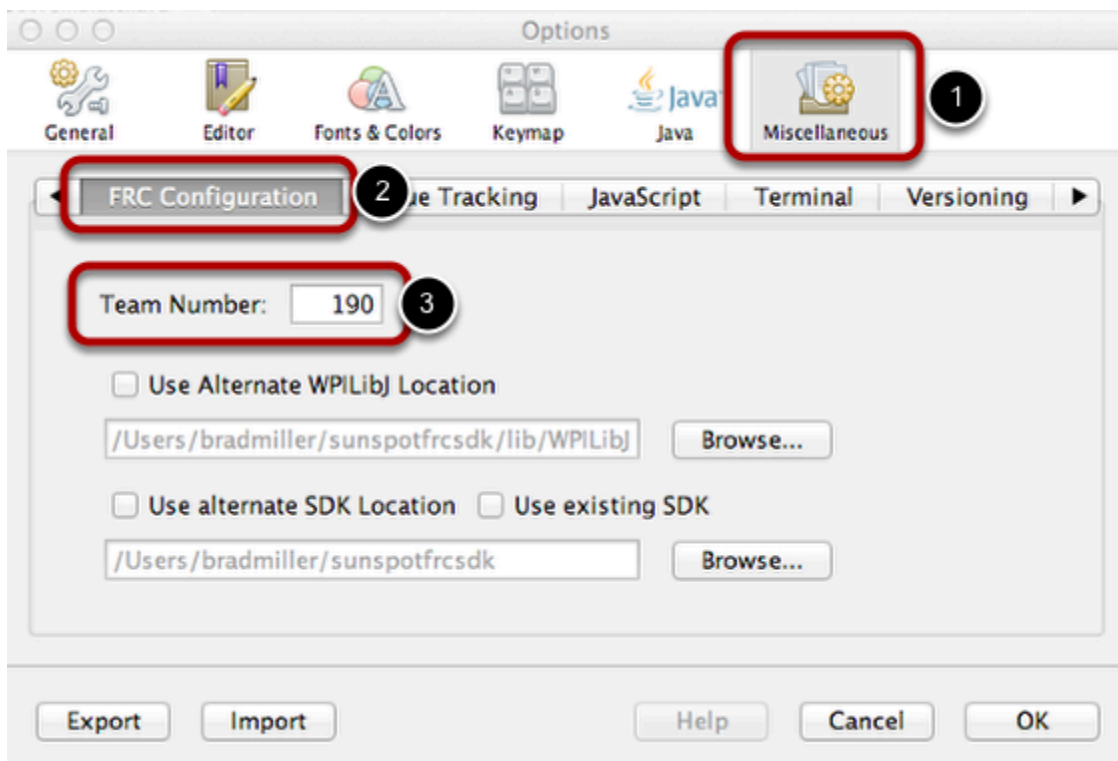 Options
General Editor Fonts & Colors Keymap Java Java Miscellaneous 1
FRC Configuration 2 Tracking JavaScript Terminal Versioning
Team Number: 190 3
Use Alternate WPILibJ Location
/Users/bradmiller/sunspotfrcsdk/lib/WPILibJ Browse...
Use alternate SDK Location Use existing SDK
/Users/bradmiller/sunspotfrcsdk Browse...
Export Import Help Cancel OK